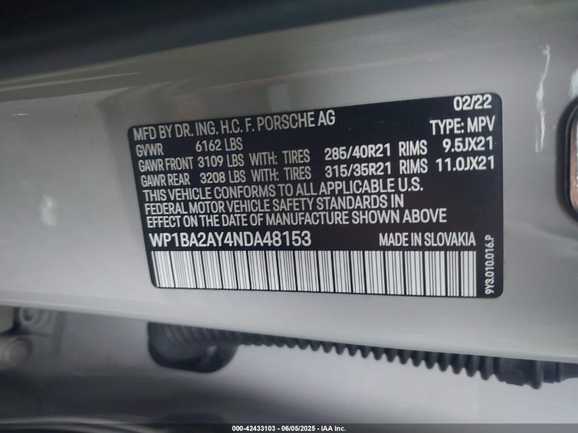 02/22
MFD BY DR. ING. H.C. F. PORSCHE AG
GVWR 6162 LBS TYPE: MPV
GAWR FRONT 3109 LBS WITH: TIRES 285/40R21 RIMS 9.5JX21
GAWR REAR 3208 LBS WITH: TIRES 315/35R21 RIMS 11.0JX21
THIS VEHICLE CONFORMS TO ALL APPLICABLE U.S.
FEDERAL MOTOR VEHICLE SAFETY STANDARDS IN
EFFECT ON THE DATE OF MANUFACTURE SHOWN ABOVE
WP1BA2AY4NDA48153 MADE IN SLOVAKIA
9Y3.010.016.P
000-42433103 - 06/05/2025 - IAA Inc.